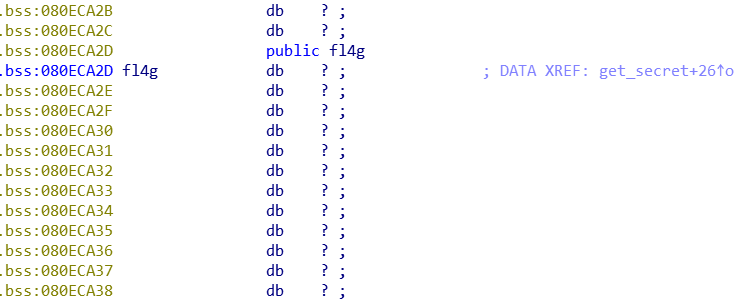 .bss:080ECA2B db ? ;
.bss:080ECA2C db ? ;
.bss:080ECA2D public fl4g
.bss:080ECA2D fl4g db ? ; ; DATA XREF: get_secret+26↑o
.bss:080ECA2E db ? ;
.bss:080ECA2F db ? ;
.bss:080ECA30 db ? ;
.bss:080ECA31 db ? ;
.bss:080ECA32 db ? ;
.bss:080ECA33 db ? ;
.bss:080ECA34 db ? ;
.bss:080ECA35 db ? ;
.bss:080ECA36 db ? ;
.bss:080ECA37 db ? ;
.bss:080ECA38 db ? ;